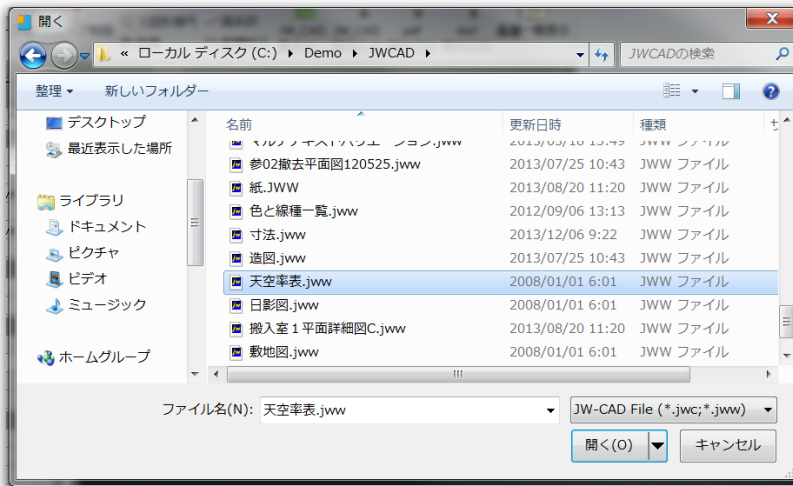 開く
« ローカル ディスク (C:) ▸ Demo ▸ JWCAD ▸
JWCADの検索
整理 ▾ 新しいフォルダー
デスクトップ
最近表示した場所
ライブラリ
ドキュメント
ピクチャ
ビデオ
ミュージック
ホームグループ
名前 更新日時 種類 サ
参02撤去平面図120525.jww 2013/07/25 10:43 JWW ファイル
紙.JWW 2013/08/20 11:20 JWW ファイル
色と線種一覧.jww 2012/09/06 13:13 JWW ファイル
寸法.jww 2013/12/06 9:22 JWW ファイル
造図.jww 2013/07/25 10:43 JWW ファイル
天空率表.jww 2008/01/01 6:01 JWW ファイル
日影図.jww 2008/01/01 6:01 JWW ファイル
搬入室１平面詳細図C.jww 2013/08/20 11:20 JWW ファイル
敷地図.jww 2008/01/01 6:01 JWW ファイル
ファイル名(N): 天空率表.jww JW-CAD File (*.jwc;*.jww)
開く(O) キャンセル